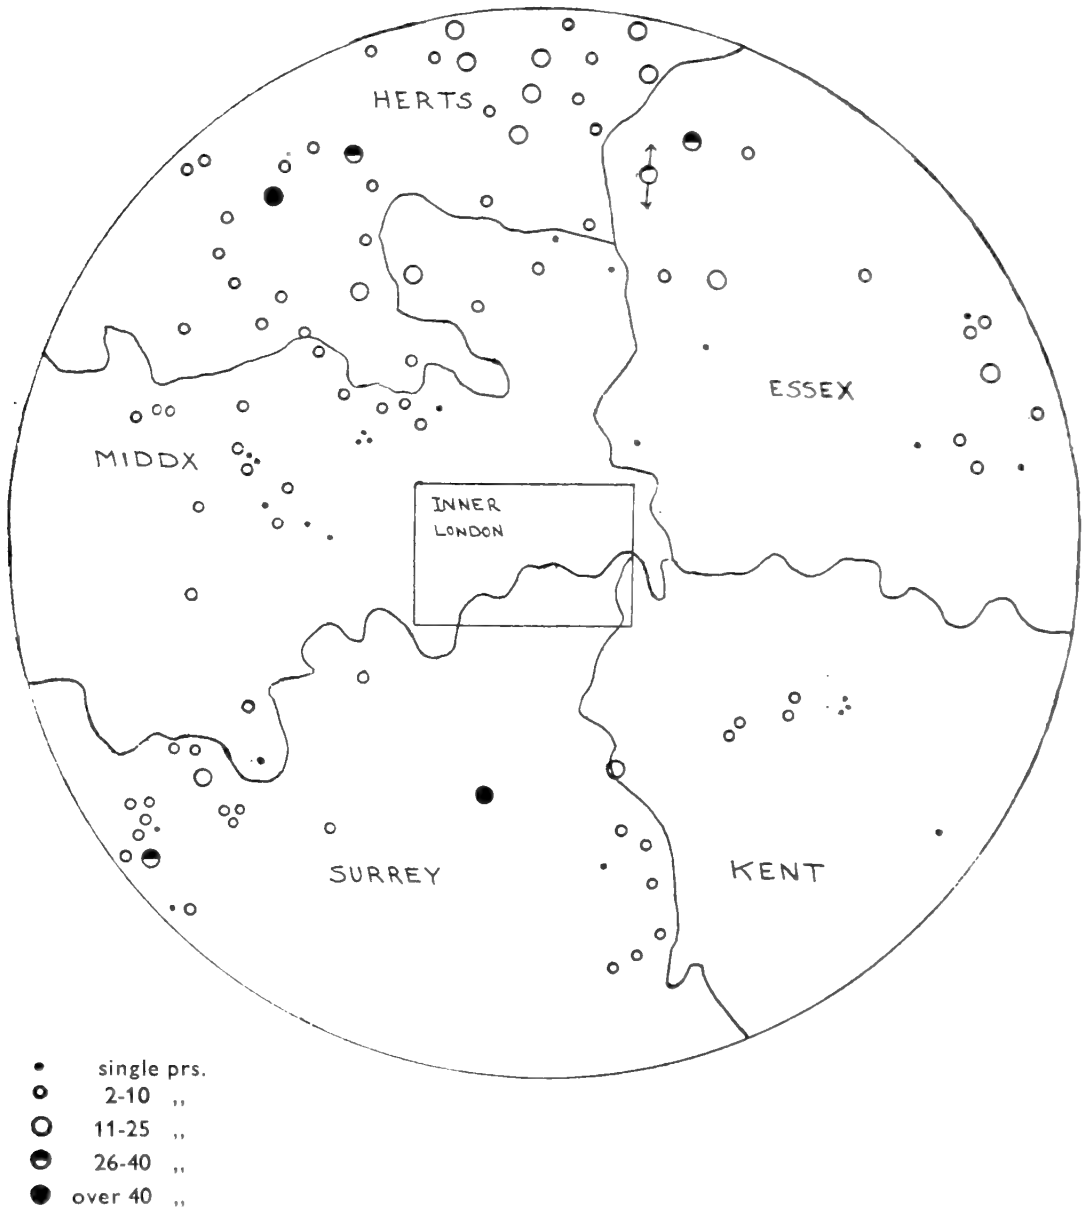 HERTS
ESSEX
MIDDX
INNER
LONDON
SURREY
KENT
single prs.
2-10 ,,
11-25 ,,
26-40 ,,
over 40 ,,